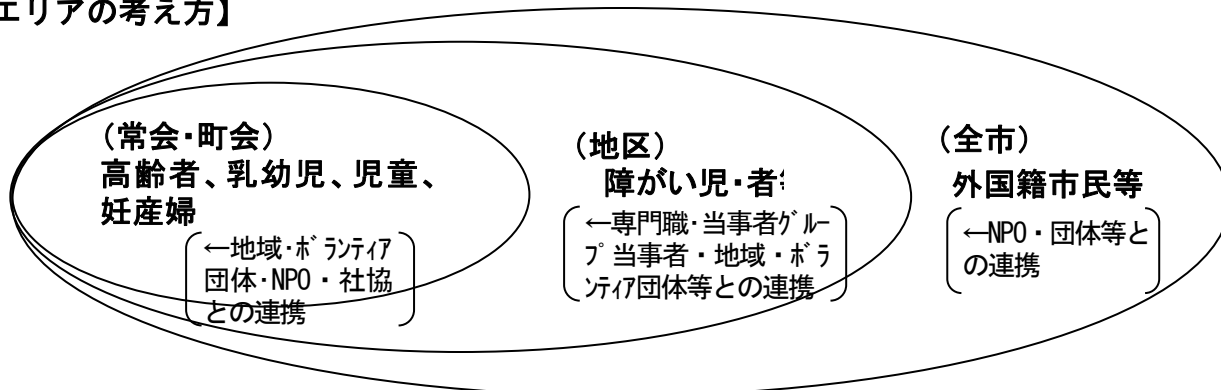 エリアの考え方】
（常会・町会）
高齢者、乳幼児、児童、
妊産婦
←地域・ボランティア
団体・NPO・社協
との連携
（地区）
障がい児・者
←専門職・当事者グルー
プ 当事者・地域・ボラ
ンティア団体等との連携
（全市）
外国籍市民等
←NPO・団体等と
の連携